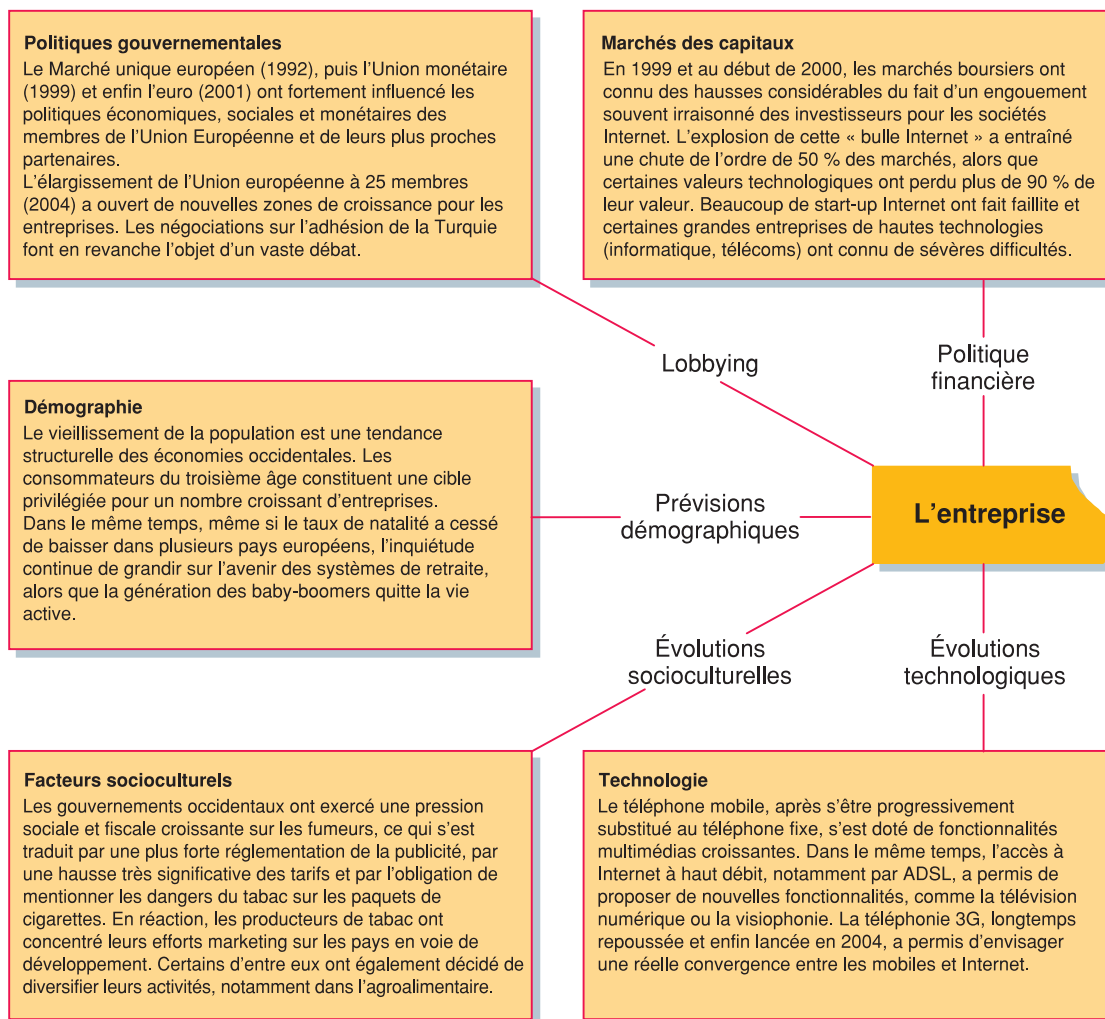 Politiques gouvernementales
Le Marché unique européen (1992), puis l'Union monétaire
(1999) et enfin l'euro (2001) ont fortement influencé les
politiques économiques, sociales et monétaires des
membres de l'Union Européenne et de leurs plus proches
partenaires.
L'élargissement de l'Union européenne à 25 membres
(2004) a ouvert de nouvelles zones de croissance pour les
entreprises. Les négociations sur l'adhésion de la Turquie
font en revanche l'objet d'un vaste débat.
Marchés des capitaux
En 1999 et au début de 2000, les marchés boursiers ont
connu des hausses considérables du fait d'un engouement
souvent irraisonné des investisseurs pour les sociétés
Internet. L'explosion de cette « bulle Internet » a entraîné
une chute de l'ordre de 50 % des marchés, alors que
certaines valeurs technologiques ont perdu plus de 90 % de
leur valeur. Beaucoup de start-up Internet ont fait faillite et
certaines grandes entreprises de hautes technologies
(informatique, télécoms) ont connu de sévères difficultés.
Lobbying
Politique
financière
Démographie
Le vieillissement de la population est une tendance
structurelle des économies occidentales. Les
consommateurs du troisième âge constituent une cible
privilégiée pour un nombre croissant d'entreprises.
Dans le même temps, même si le taux de natalité a cessé
de baisser dans plusieurs pays européens, l'inquiétude
continue de grandir sur l'avenir des systèmes de retraite,
alors que la génération des baby-boomers quitte la vie
active.
Prévisions
démographiques
L'entreprise
Évolutions
socioculturelles
Évolutions
technologiques
Facteurs socioculturels
Les gouvernements occidentaux ont exercé une pression
sociale et fiscale croissante sur les fumeurs, ce qui s'est
traduit par une plus forte réglementation de la publicité, par
une hausse très significative des tarifs et par l'obligation de
mentionner les dangers du tabac sur les paquets de
cigarettes. En réaction, les producteurs de tabac ont
concentré leurs efforts marketing sur les pays en voie de
développement. Certains d'entre eux ont également décidé de
diversifier leurs activités, notamment dans l'agroalimentaire.
Technologie
Le téléphone mobile, après s'être progressivement
substitué au téléphone fixe, s'est doté de fonctionnalités
multimédias croissantes. Dans le même temps, l'accès à
Internet à haut débit, notamment par ADSL, a permis de
proposer de nouvelles fonctionnalités, comme la télévision
numérique ou la visiophonie. La téléphonie 3G, longtemps
repoussée et enfin lancée en 2004, a permis d'envisager
une réelle convergence entre les mobiles et Internet.